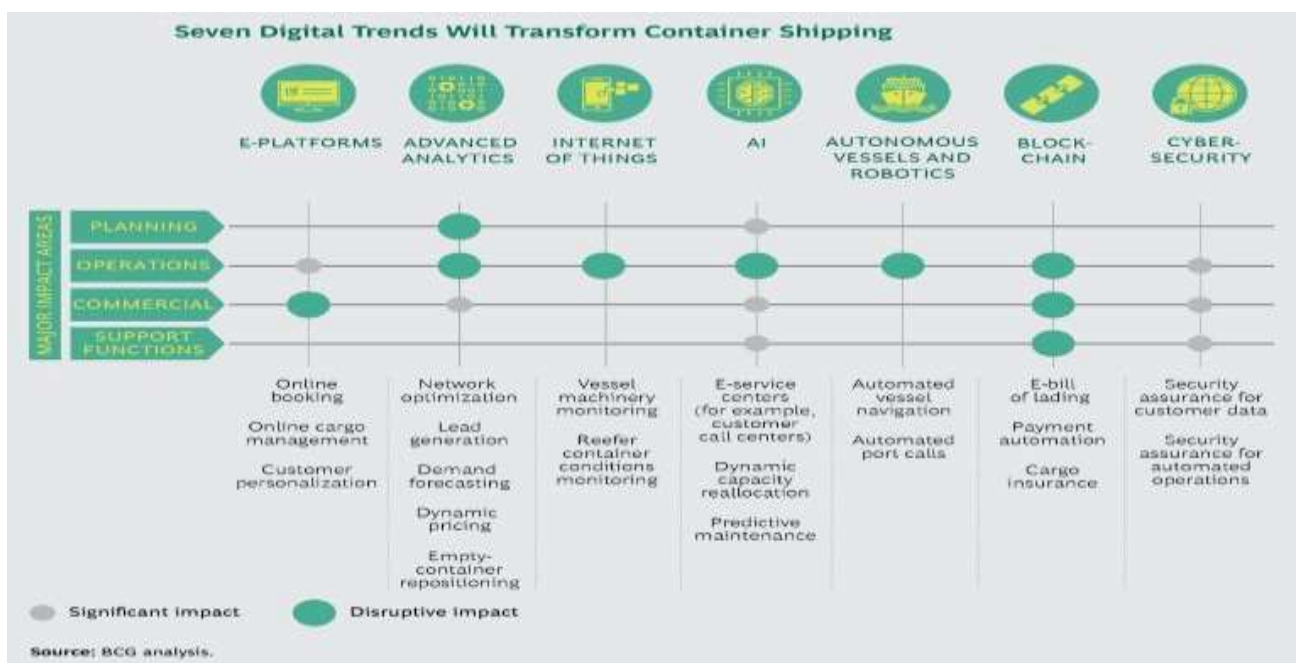 Seven Digital Trends Will Transform Container Shipping
E-PLATFORMS
ADVANCED
ANALYTICS
INTERNET
OF THINGS
AI
AUTONOMOUS
VESSELS AND
ROBOTICS
BLOCK-
CHAIN
CYBER-
SECURITY
MAJOR IMPACT AREAS
PLANNING
OPERATIONS
COMMERCIAL
SUPPORT
FUNCTIONS
Online
booking
Online cargo
management
Customer
personalization
Network
optimization
Lead
generation
Demand
forecasting
Dynamic
pricing
Empty-
container
repositioning
Vessel
machinery
monitoring
Reefer
container
conditions
monitoring
E-service
centers
(for example,
customer
call centers)
Dynamic
capacity
reallocation
Predictive
maintenance
Automated
vessel
navigation
Automated
port calls
E-bill
of lading
Payment
automation
Cargo
insurance
Security
assurance for
customer data
Security
assurance for
automated
operations
Significant impact
Disruptive impact
Source: BCG analysis.